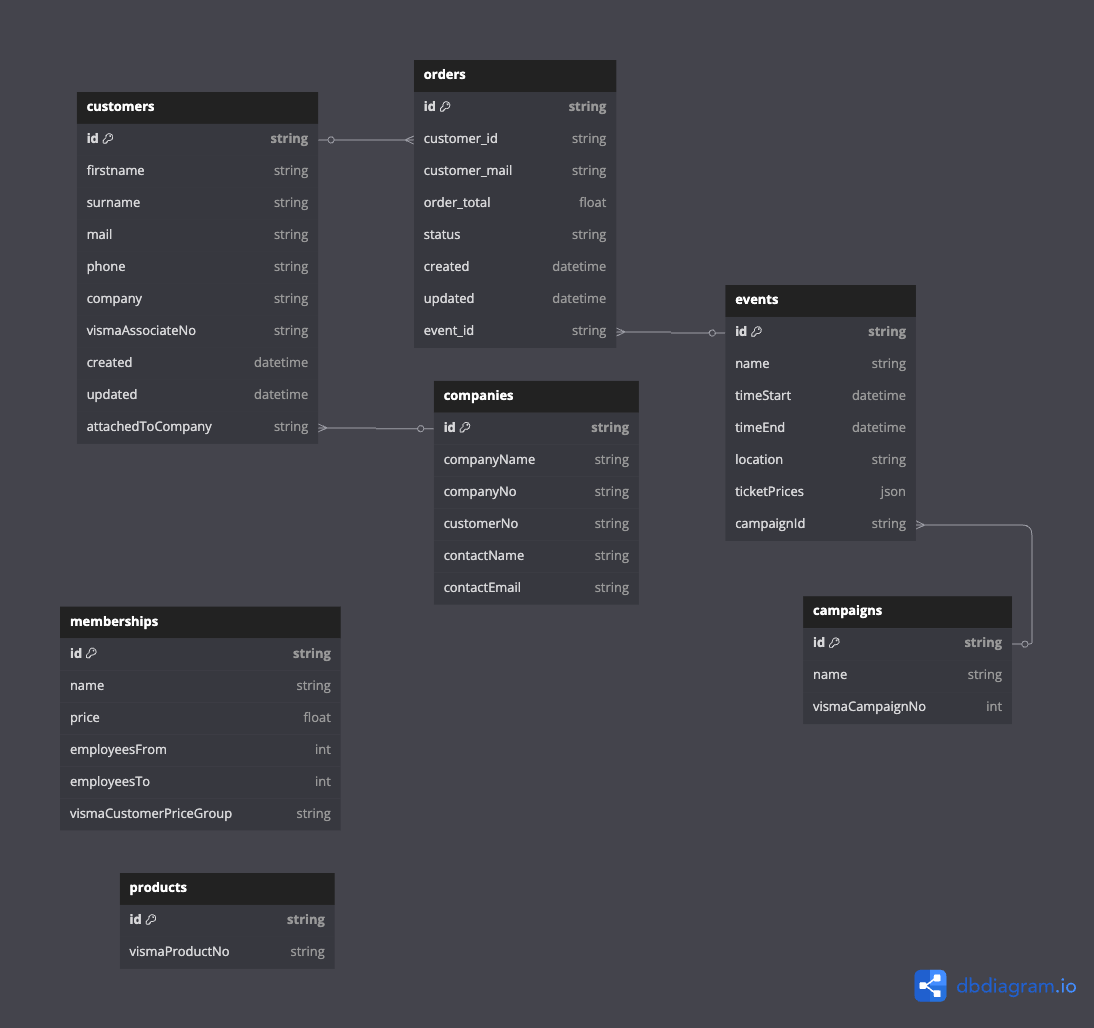 customers
id string
firstname string
surname string
mail string
phone string
company string
vismaAssociateNo string
created datetime
updated datetime
attachedToCompany string
orders
id string
customer_id string
customer_mail string
order_total float
status string
created datetime
updated datetime
event_id string
companies
id string
companyName string
companyNo string
customerNo string
contactName string
contactEmail string
events
id string
name string
timeStart datetime
timeEnd datetime
location string
ticketPrices json
campaignId string
campaigns
id string
name string
vismaCampaignNo int
memberships
id string
name string
price float
employeesFrom int
employeesTo int
vismaCustomerPriceGroup string
products
id string
vismaProductNo string
dbdiagram.io